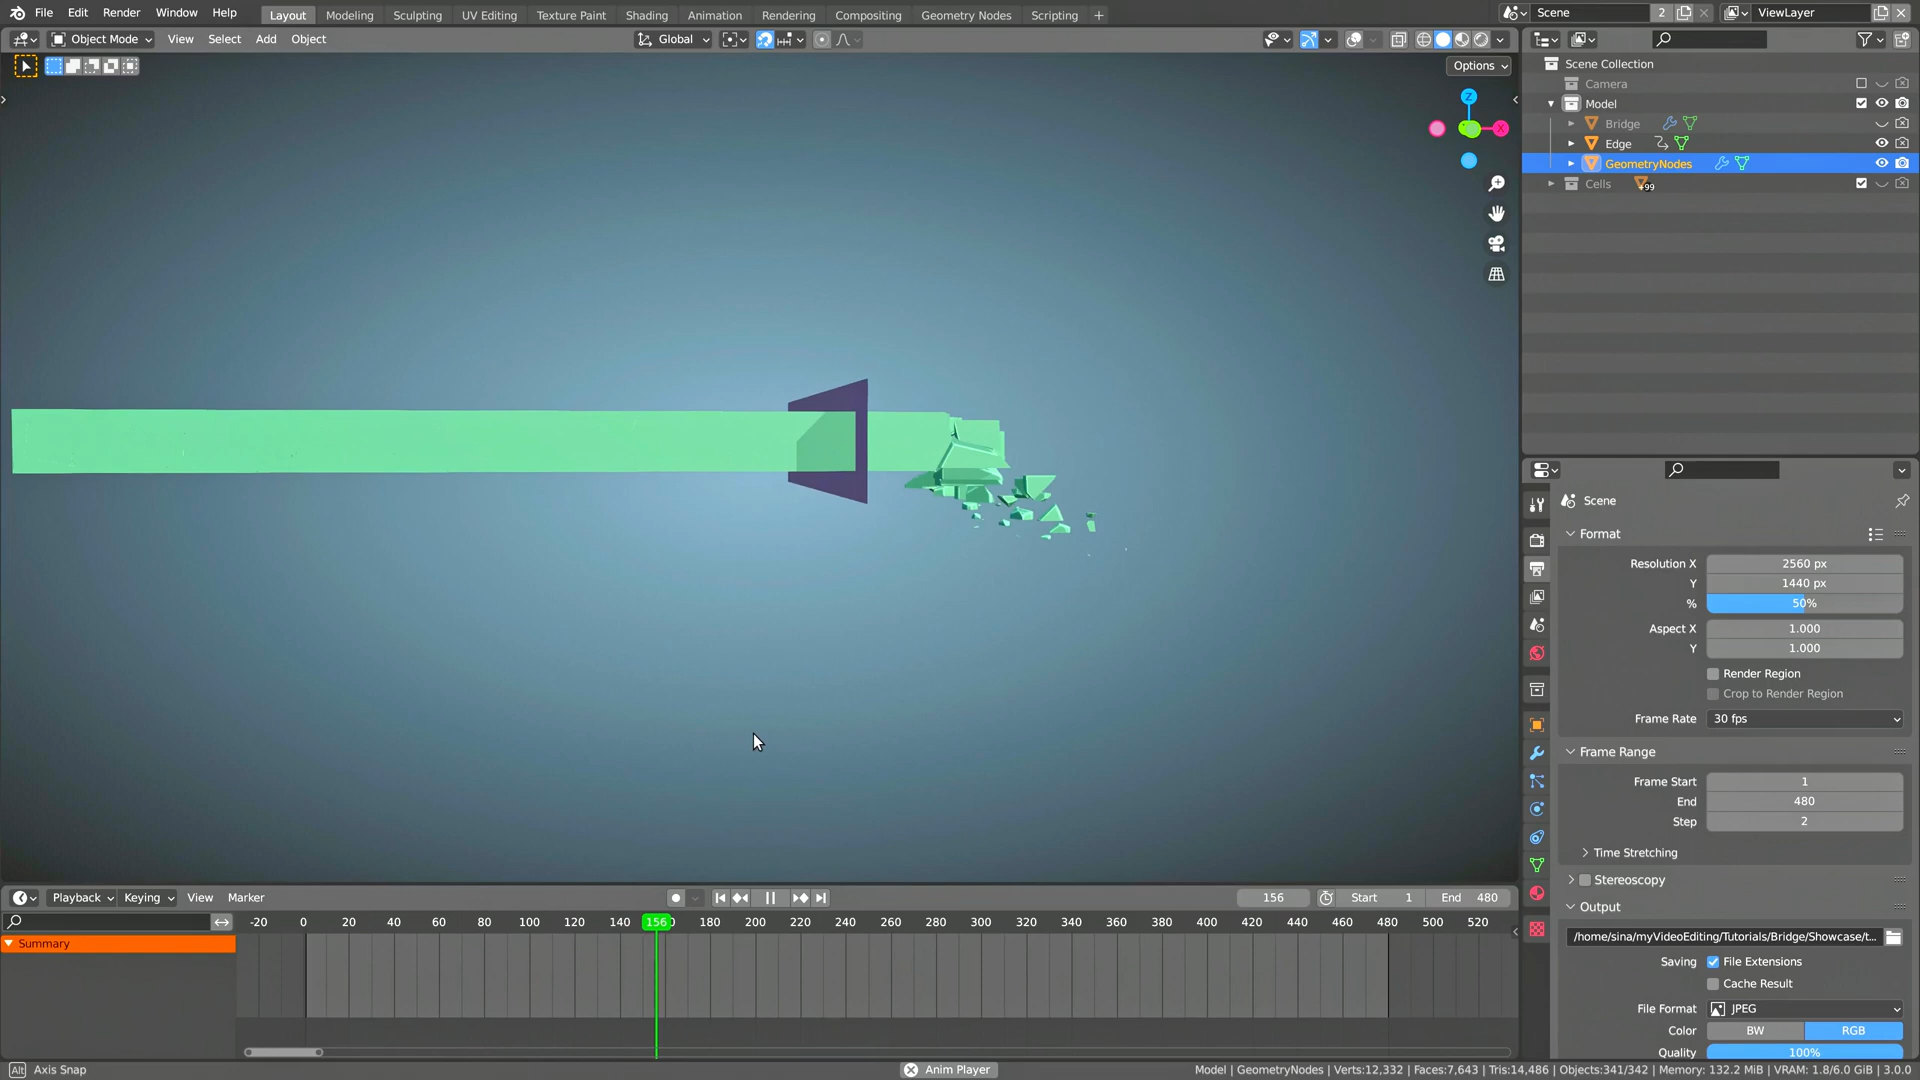 File Edit Render Window Help Layout Modeling Sculpting UV Editing Texture Paint Shading Animation Rendering Compositing Geometry Nodes Scripting + Scene 2 ViewLayer
Object Mode View Select Add Object Global
Options
Z
X
Scene Collection
Camera
Model
Bridge
Edge
GeometryNodes
Cells +99
Scene
Format
Resolution X 2560 px
Y 1440 px
% 50%
Aspect X 1.000
Y 1.000
Render Region
Crop to Render Region
Frame Rate 30 fps
Frame Range
Frame Start 1
End 480
Step 2
Time Stretching
Stereoscopy
Output
/home/sina/myVideoEditing/Tutorials/Bridge/Showcase/t...
Saving File Extensions
Cache Result
File Format JPEG
Color BW RGB
Quality 100%
Playback Keying View Marker 156 Start 1 End 480
-20 0 20 40 60 80 100 120 140 156 180 200 220 240 260 280 300 320 340 360 380 400 420 440 460 480 500 520
Summary
Alt Axis Snap Anim Player Model | GeometryNodes | Verts:12,332 | Faces:7,643 | Tris:14,486 | Objects:341/342 | Memory: 132.2 MiB | VRAM: 1.8/6.0 GiB | 3.0.0